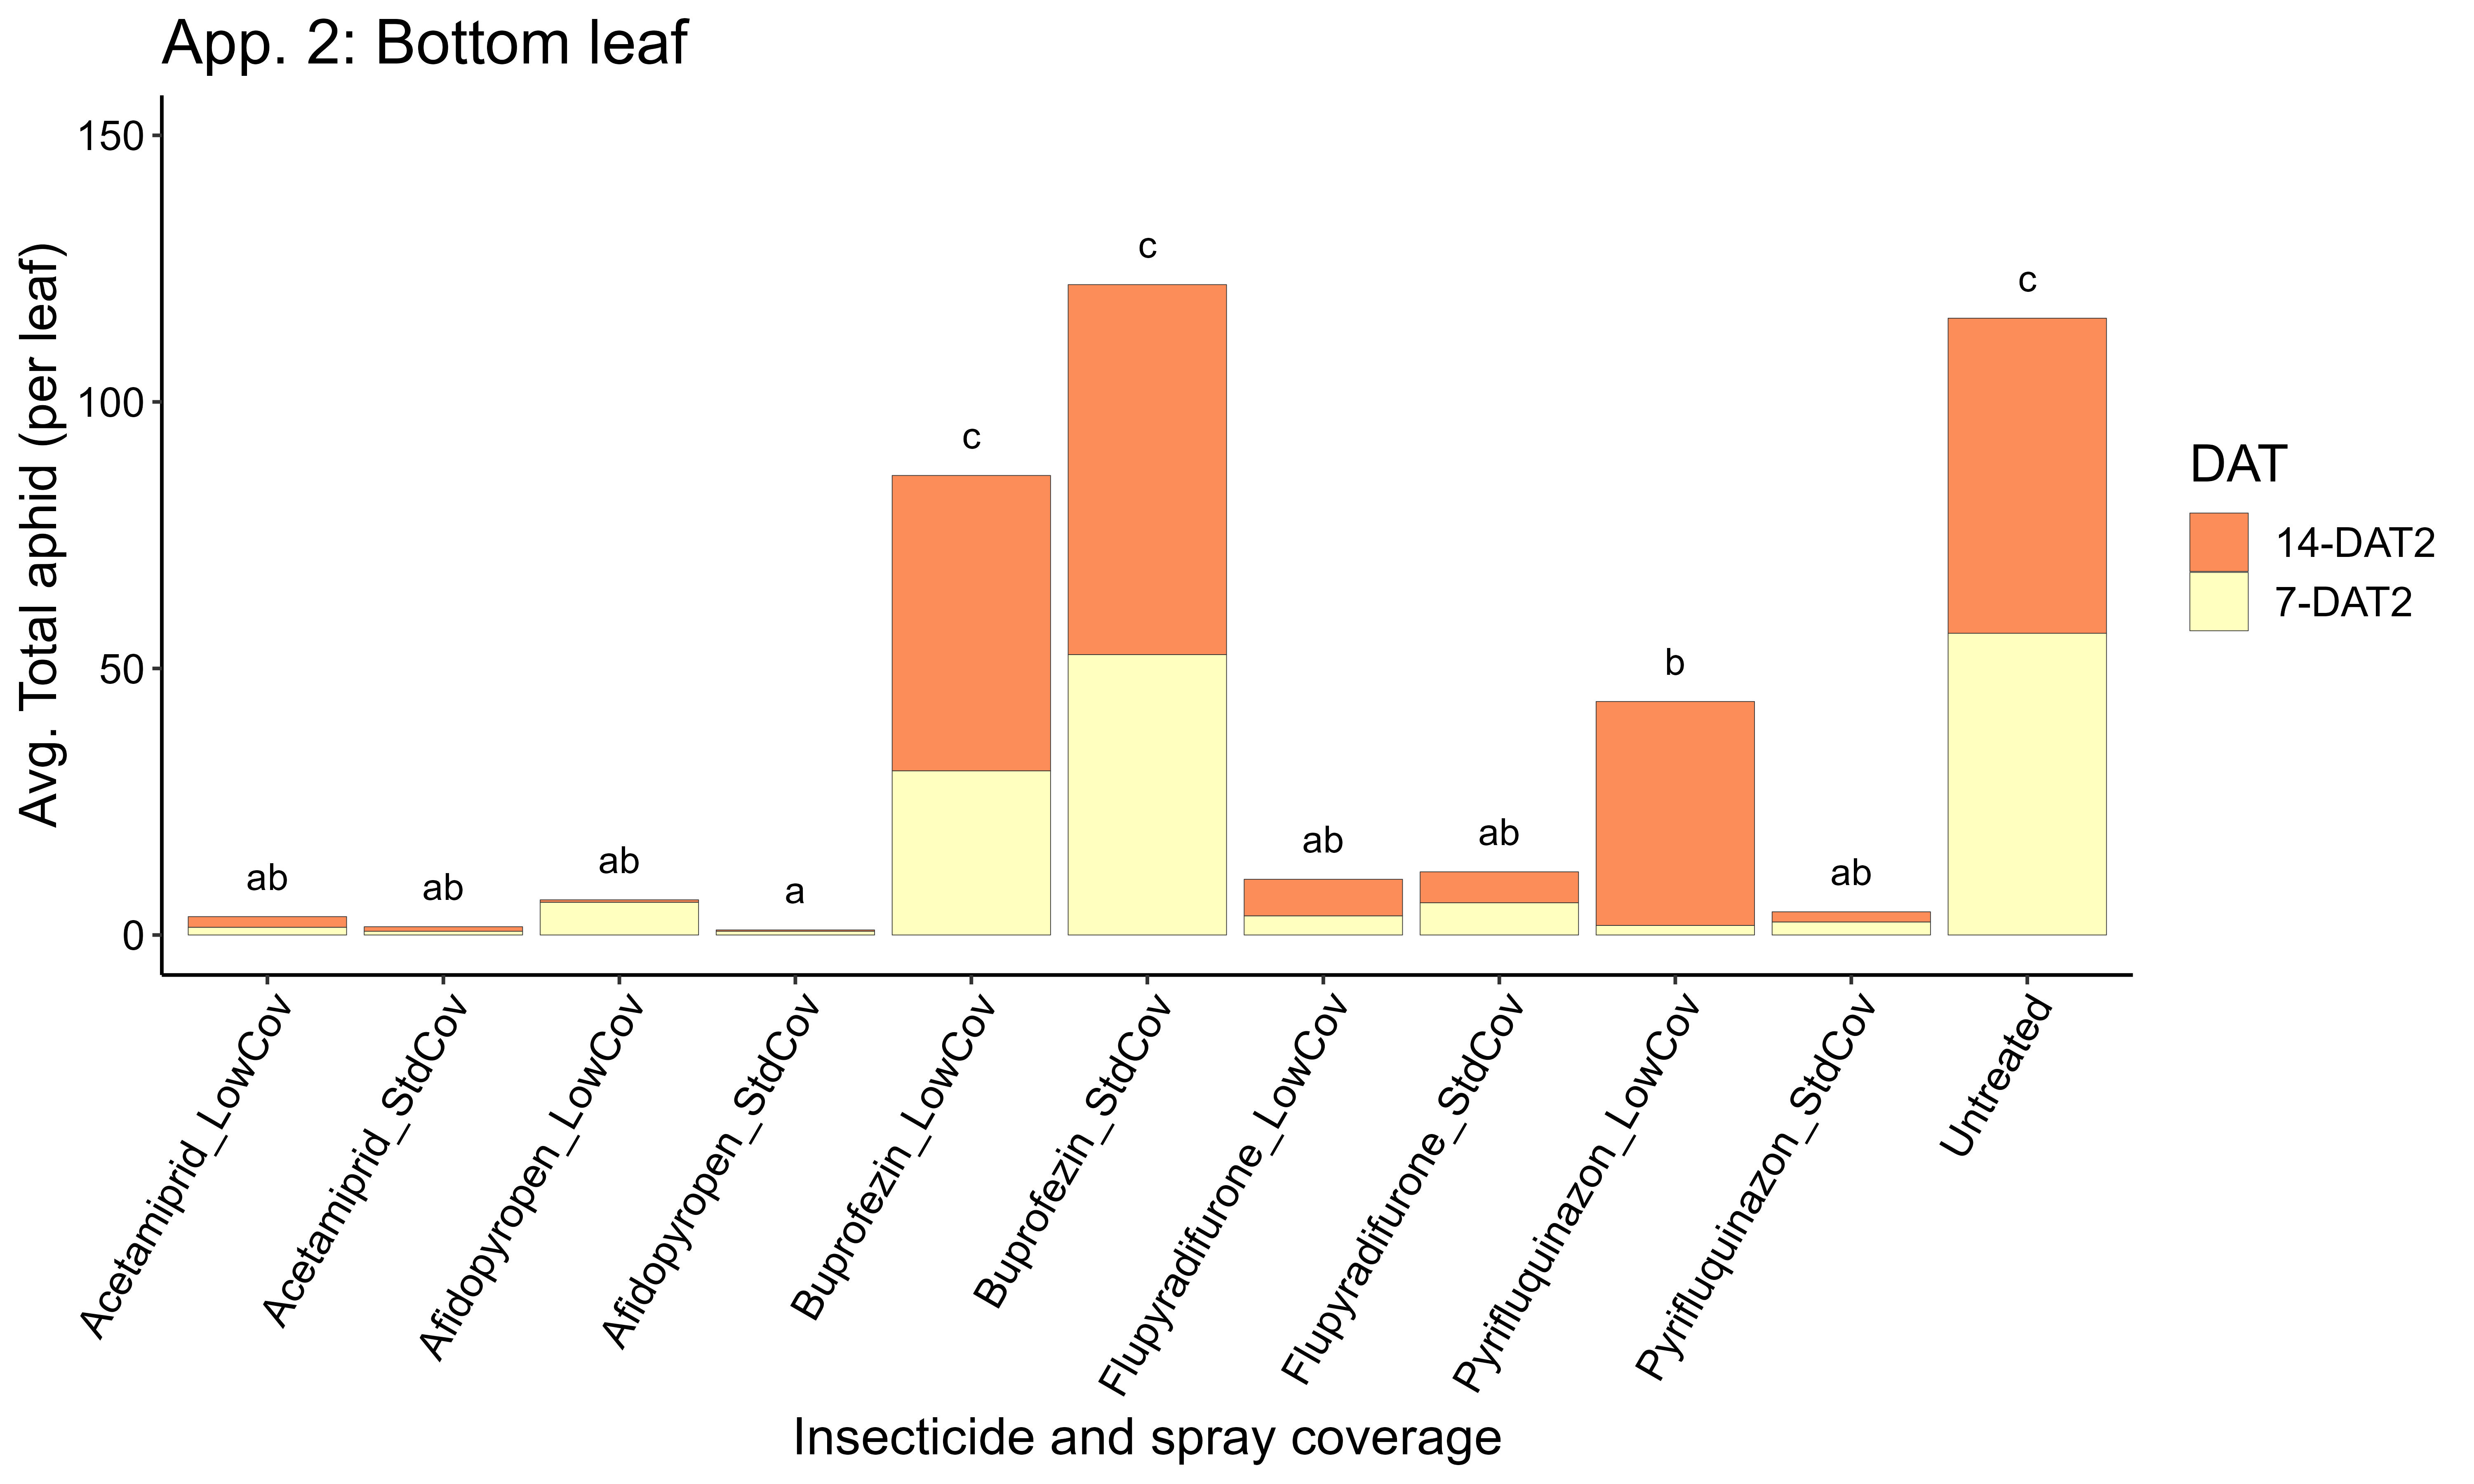 App. 2: Bottom leaf
Avg. Total aphid (per leaf)
150
100
50
0
ab
ab
ab
a
c
c
ab
ab
b
ab
c
Acetamiprid_LowCov
Acetamiprid_StdCov
Afidopyropen_LowCov
Afidopyropen_StdCov
Buprofezin_LowCov
Buprofezin_StdCov
Flupyradifurone_LowCov
Flupyradifurone_StdCov
Pyrifluquinazon_LowCov
Pyrifluquinazon_StdCov
Untreated
Insecticide and spray coverage
DAT
14-DAT2
7-DAT2